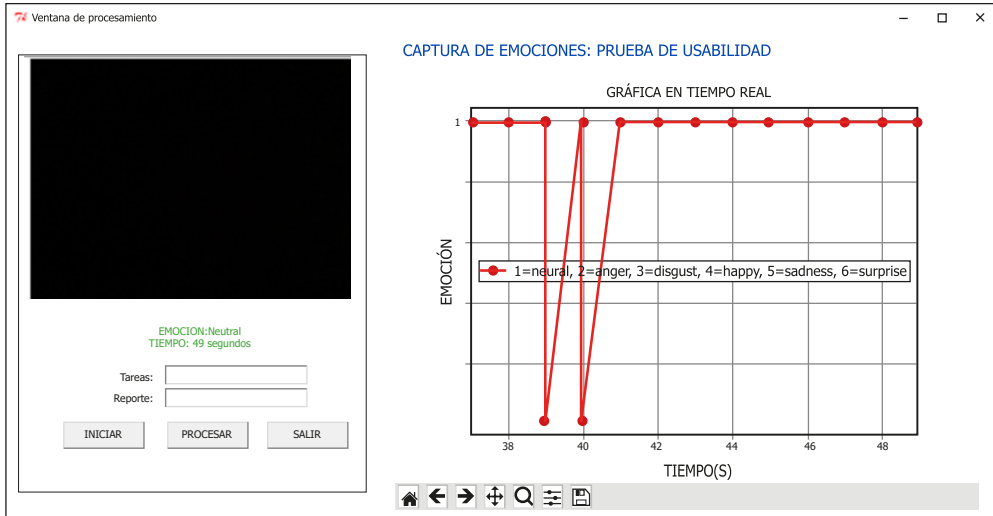 Ventana de procesamiento
CAPTURA DE EMOCIONES: PRUEBA DE USABILIDAD
EMOCION:Neutral
TIEMPO: 49 segundos
Tareas:
Reporte:
INICIAR PROCESAR SALIR
GRÁFICA EN TIEMPO REAL
1
EMOCIÓN
1=neural, 2=anger, 3=disgust, 4=happy, 5=sadness, 6=surprise
38 40 42 44 46 48
TIEMPO(S)